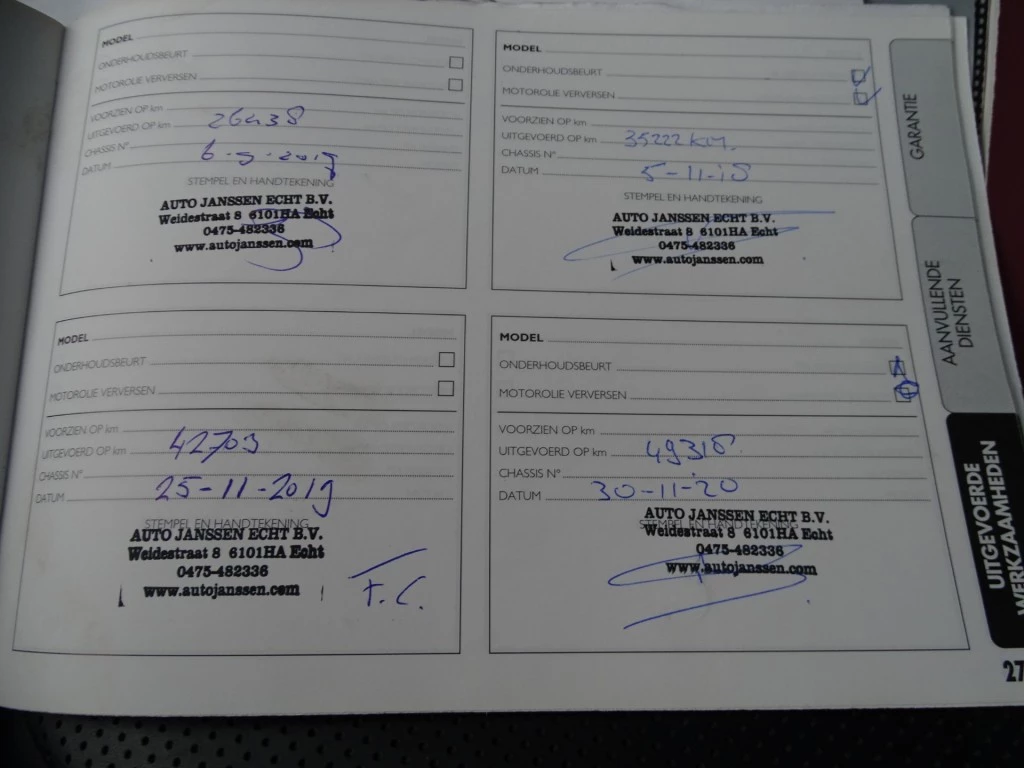 MODEL
ONDERHOUDSBEURT
MOTOROLIE VERVERSEN
VOORZIEN OP km
UITGEVOERD OP km 26438
CHASSIS N°
DATUM 6-9-2017
STEMPEL EN HANDTEKENING
AUTO JANSSEN ECHT B.V.
Weidestraat 8 6101HA Echt
0475-482336
www.autojanssen.com
MODEL
ONDERHOUDSBEURT
MOTOROLIE VERVERSEN
VOORZIEN OP km
UITGEVOERD OP km 35222 KM.
CHASSIS N°
DATUM 5-11-18
STEMPEL EN HANDTEKENING
AUTO JANSSEN ECHT B.V.
Weidestraat 8 6101HA Echt
0475-482336
www.autojanssen.com
MODEL
ONDERHOUDSBEURT
MOTOROLIE VERVERSEN
VOORZIEN OP km
UITGEVOERD OP km 42703
CHASSIS N°
DATUM 25-11-2019
STEMPEL EN HANDTEKENING
AUTO JANSSEN ECHT B.V.
Weidestraat 8 6101HA Echt
0475-482336
www.autojanssen.com
F.C.
MODEL
ONDERHOUDSBEURT
MOTOROLIE VERVERSEN
VOORZIEN OP km
UITGEVOERD OP km 49318
CHASSIS N°
DATUM 30-11-20
STEMPEL EN HANDTEKENING
AUTO JANSSEN ECHT B.V.
Weidestraat 8 6101HA Echt
0475-482336
www.autojanssen.com
GARANTIE
AANVULLENDE
DIENSTEN
UITGEVOERDE
WERKZAAMHEDEN
27